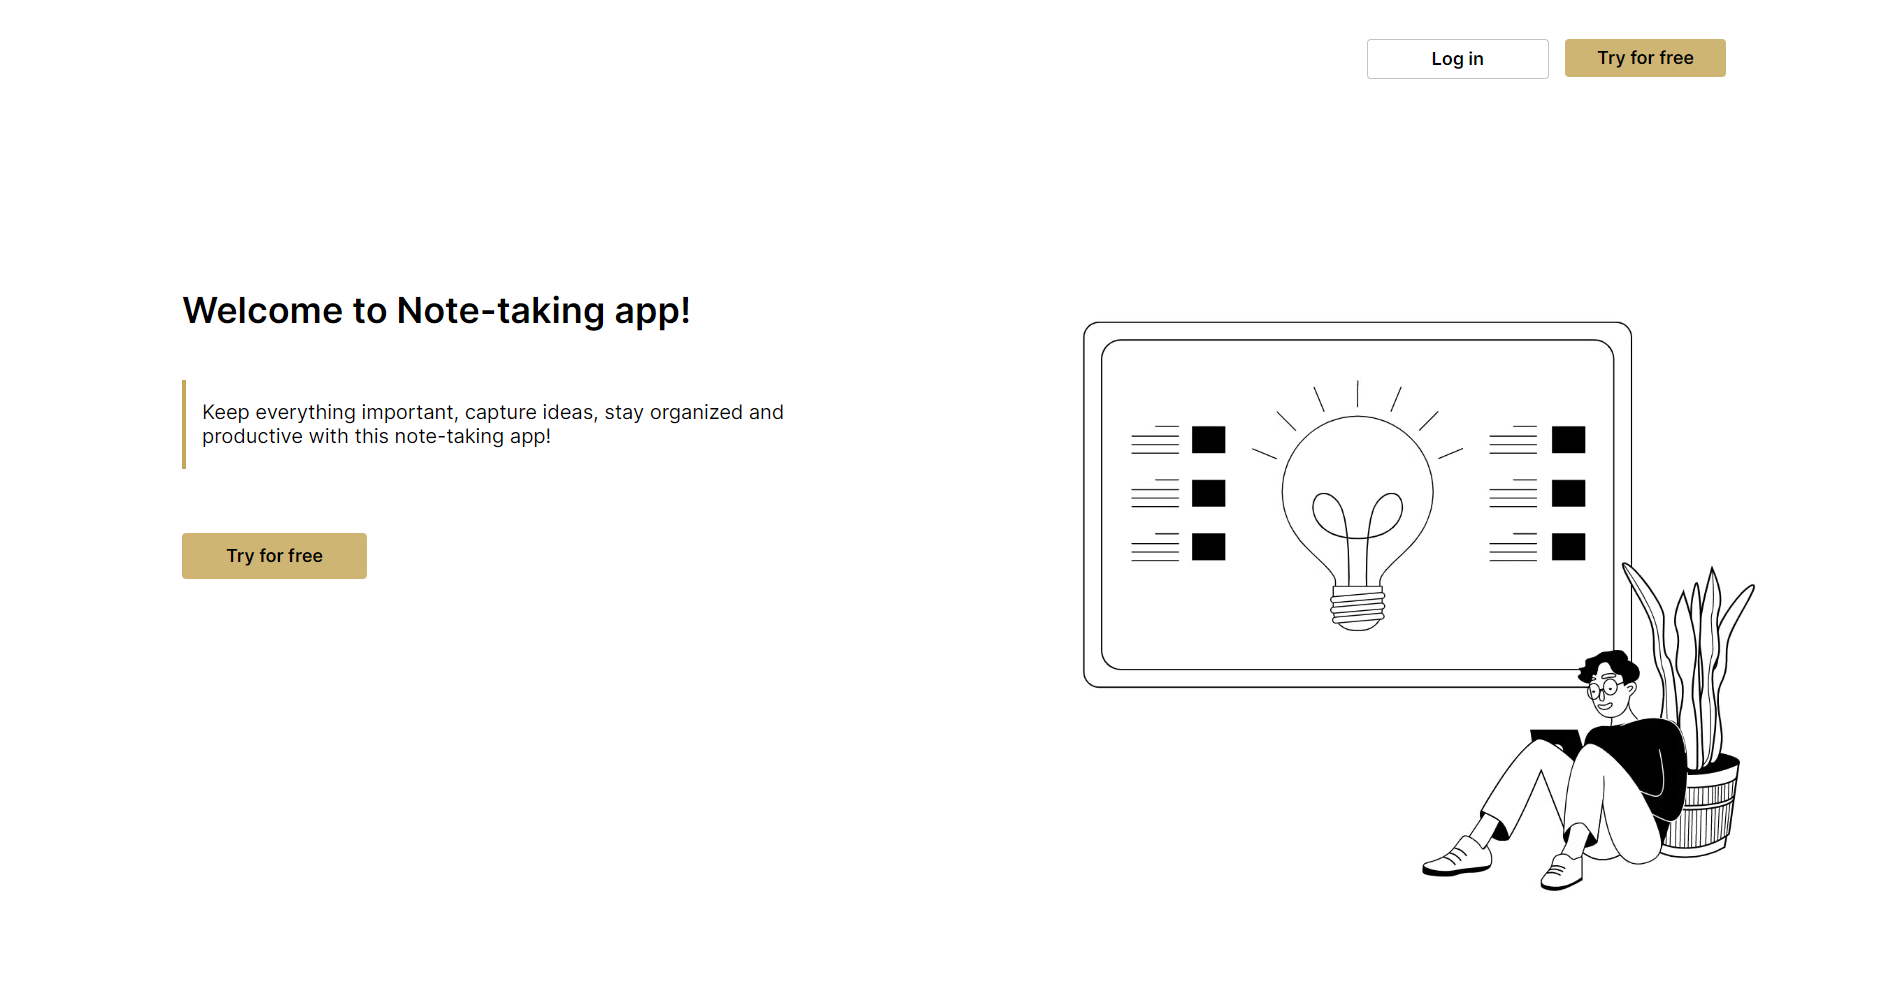 Log in
Try for free
Welcome to Note-taking app!
Keep everything important, capture ideas, stay organized and
productive with this note-taking app!
Try for free